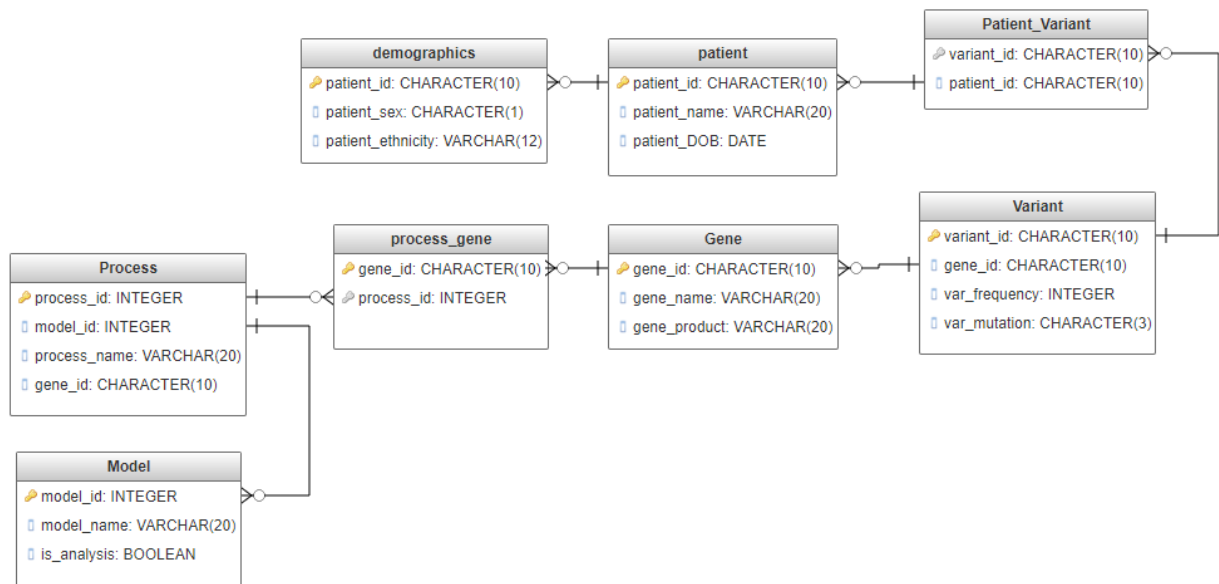 demographics
patient_id: CHARACTER(10)
patient_sex: CHARACTER(1)
patient_ethnicity: VARCHAR(12)
patient
patient_id: CHARACTER(10)
patient_name: VARCHAR(20)
patient_DOB: DATE
Patient_Variant
variant_id: CHARACTER(10)
patient_id: CHARACTER(10)
Process
process_id: INTEGER
model_id: INTEGER
process_name: VARCHAR(20)
gene_id: CHARACTER(10)
process_gene
gene_id: CHARACTER(10)
process_id: INTEGER
Gene
gene_id: CHARACTER(10)
gene_name: VARCHAR(20)
gene_product: VARCHAR(20)
Variant
variant_id: CHARACTER(10)
gene_id: CHARACTER(10)
var_frequency: INTEGER
var_mutation: CHARACTER(3)
Model
model_id: INTEGER
model_name: VARCHAR(20)
is_analysis: BOOLEAN